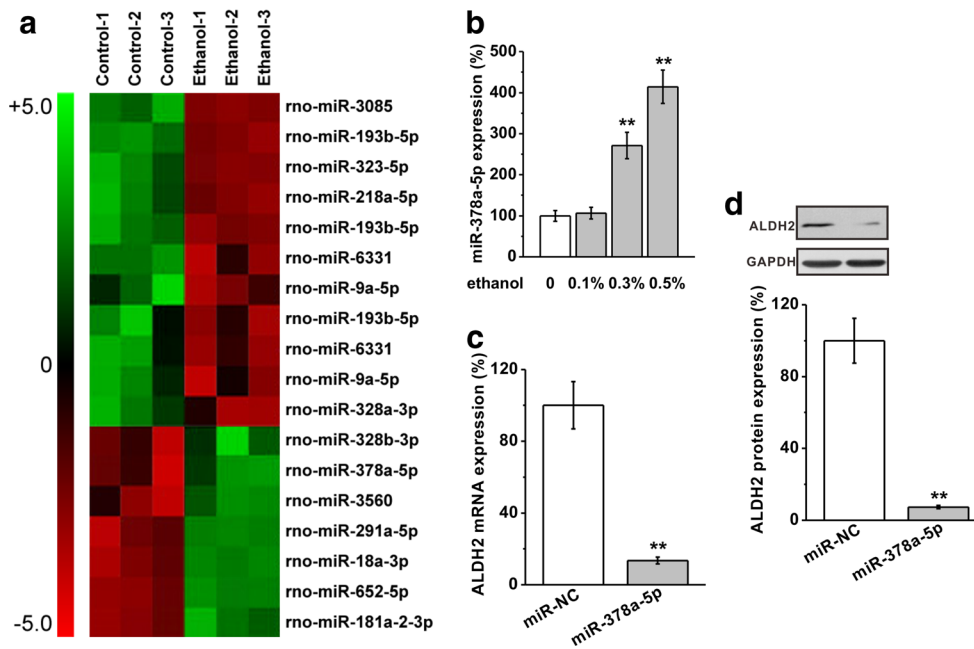 a
Control-1
Control-2
Control-3
Ethanol-1
Ethanol-2
Ethanol-3
+5.0
0
-5.0
rno-miR-3085
rno-miR-193b-5p
rno-miR-323-5p
rno-miR-218a-5p
rno-miR-193b-5p
rno-miR-6331
rno-miR-9a-5p
rno-miR-193b-5p
rno-miR-6331
rno-miR-9a-5p
rno-miR-328a-3p
rno-miR-328b-3p
rno-miR-378a-5p
rno-miR-3560
rno-miR-291a-5p
rno-miR-18a-3p
rno-miR-652-5p
rno-miR-181a-2-3p
b
miR-378a-5p expression (%)
500
400
300
200
100
0
**
**
ethanol 0 0.1% 0.3% 0.5%
c
ALDH2 mRNA expression (%)
120
80
40
0
**
miR-NC
miR-378a-5p
d
ALDH2
GAPDH
ALDH2 protein expression (%)
120
80
40
0
**
miR-NC
miR-378a-5p